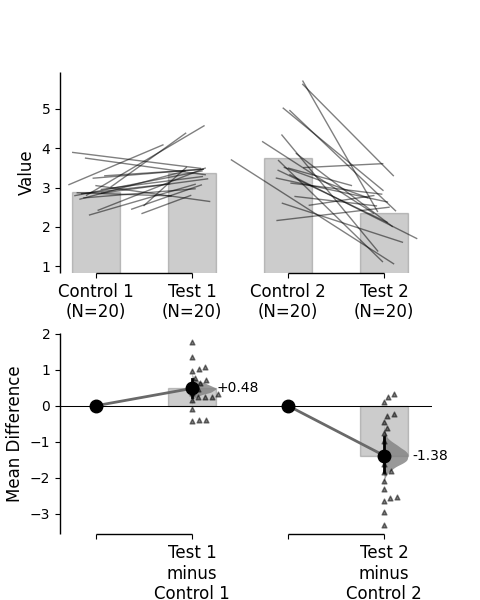 5
4
3
2
1
Value
Control 1 Test 1 Control 2 Test 2
(N=20) (N=20) (N=20) (N=20)
2
1
0
−1
−2
−3
Mean Difference
+0.48
-1.38
Test 1 Test 2
minus minus
Control 1 Control 2